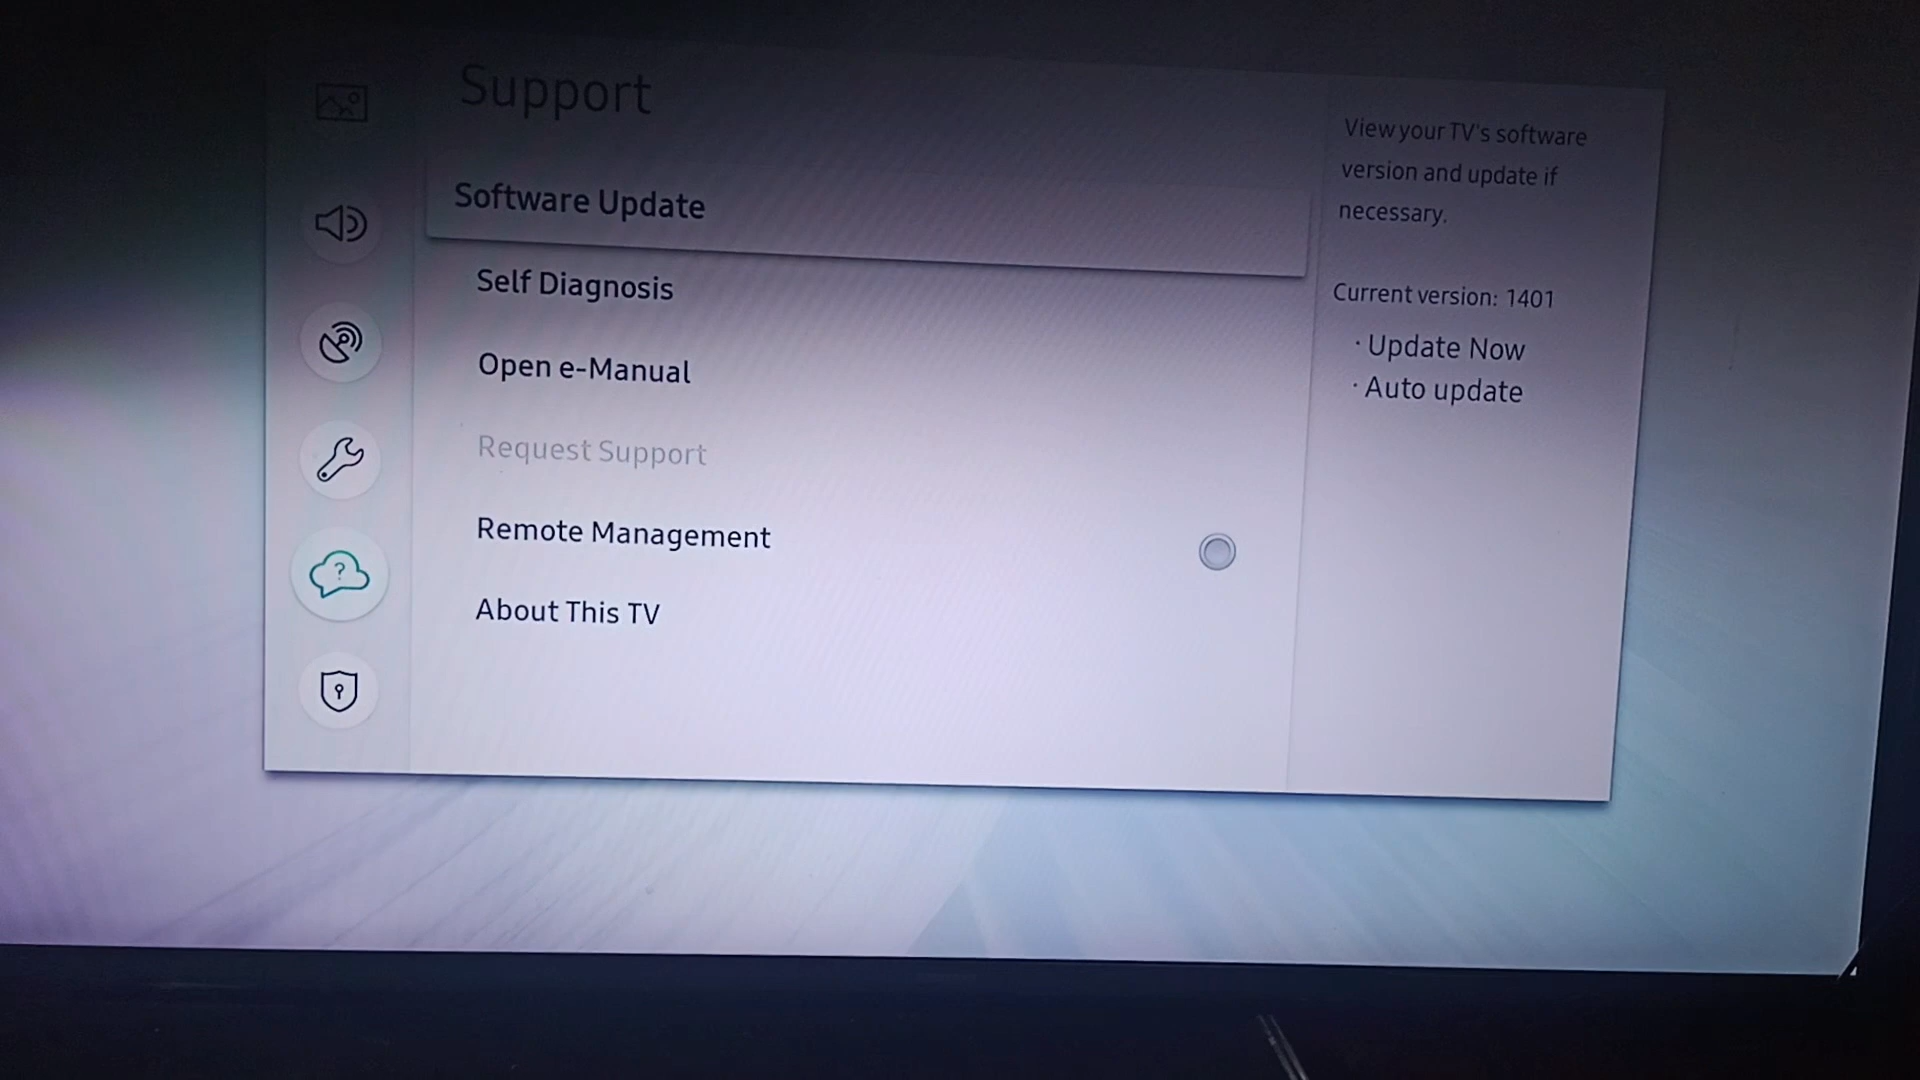 Support
Software Update
Self Diagnosis
Open e-Manual
Request Support
Remote Management
About This TV
View your TV's software
version and update if
necessary.
Current version: 1401
· Update Now
· Auto update
?